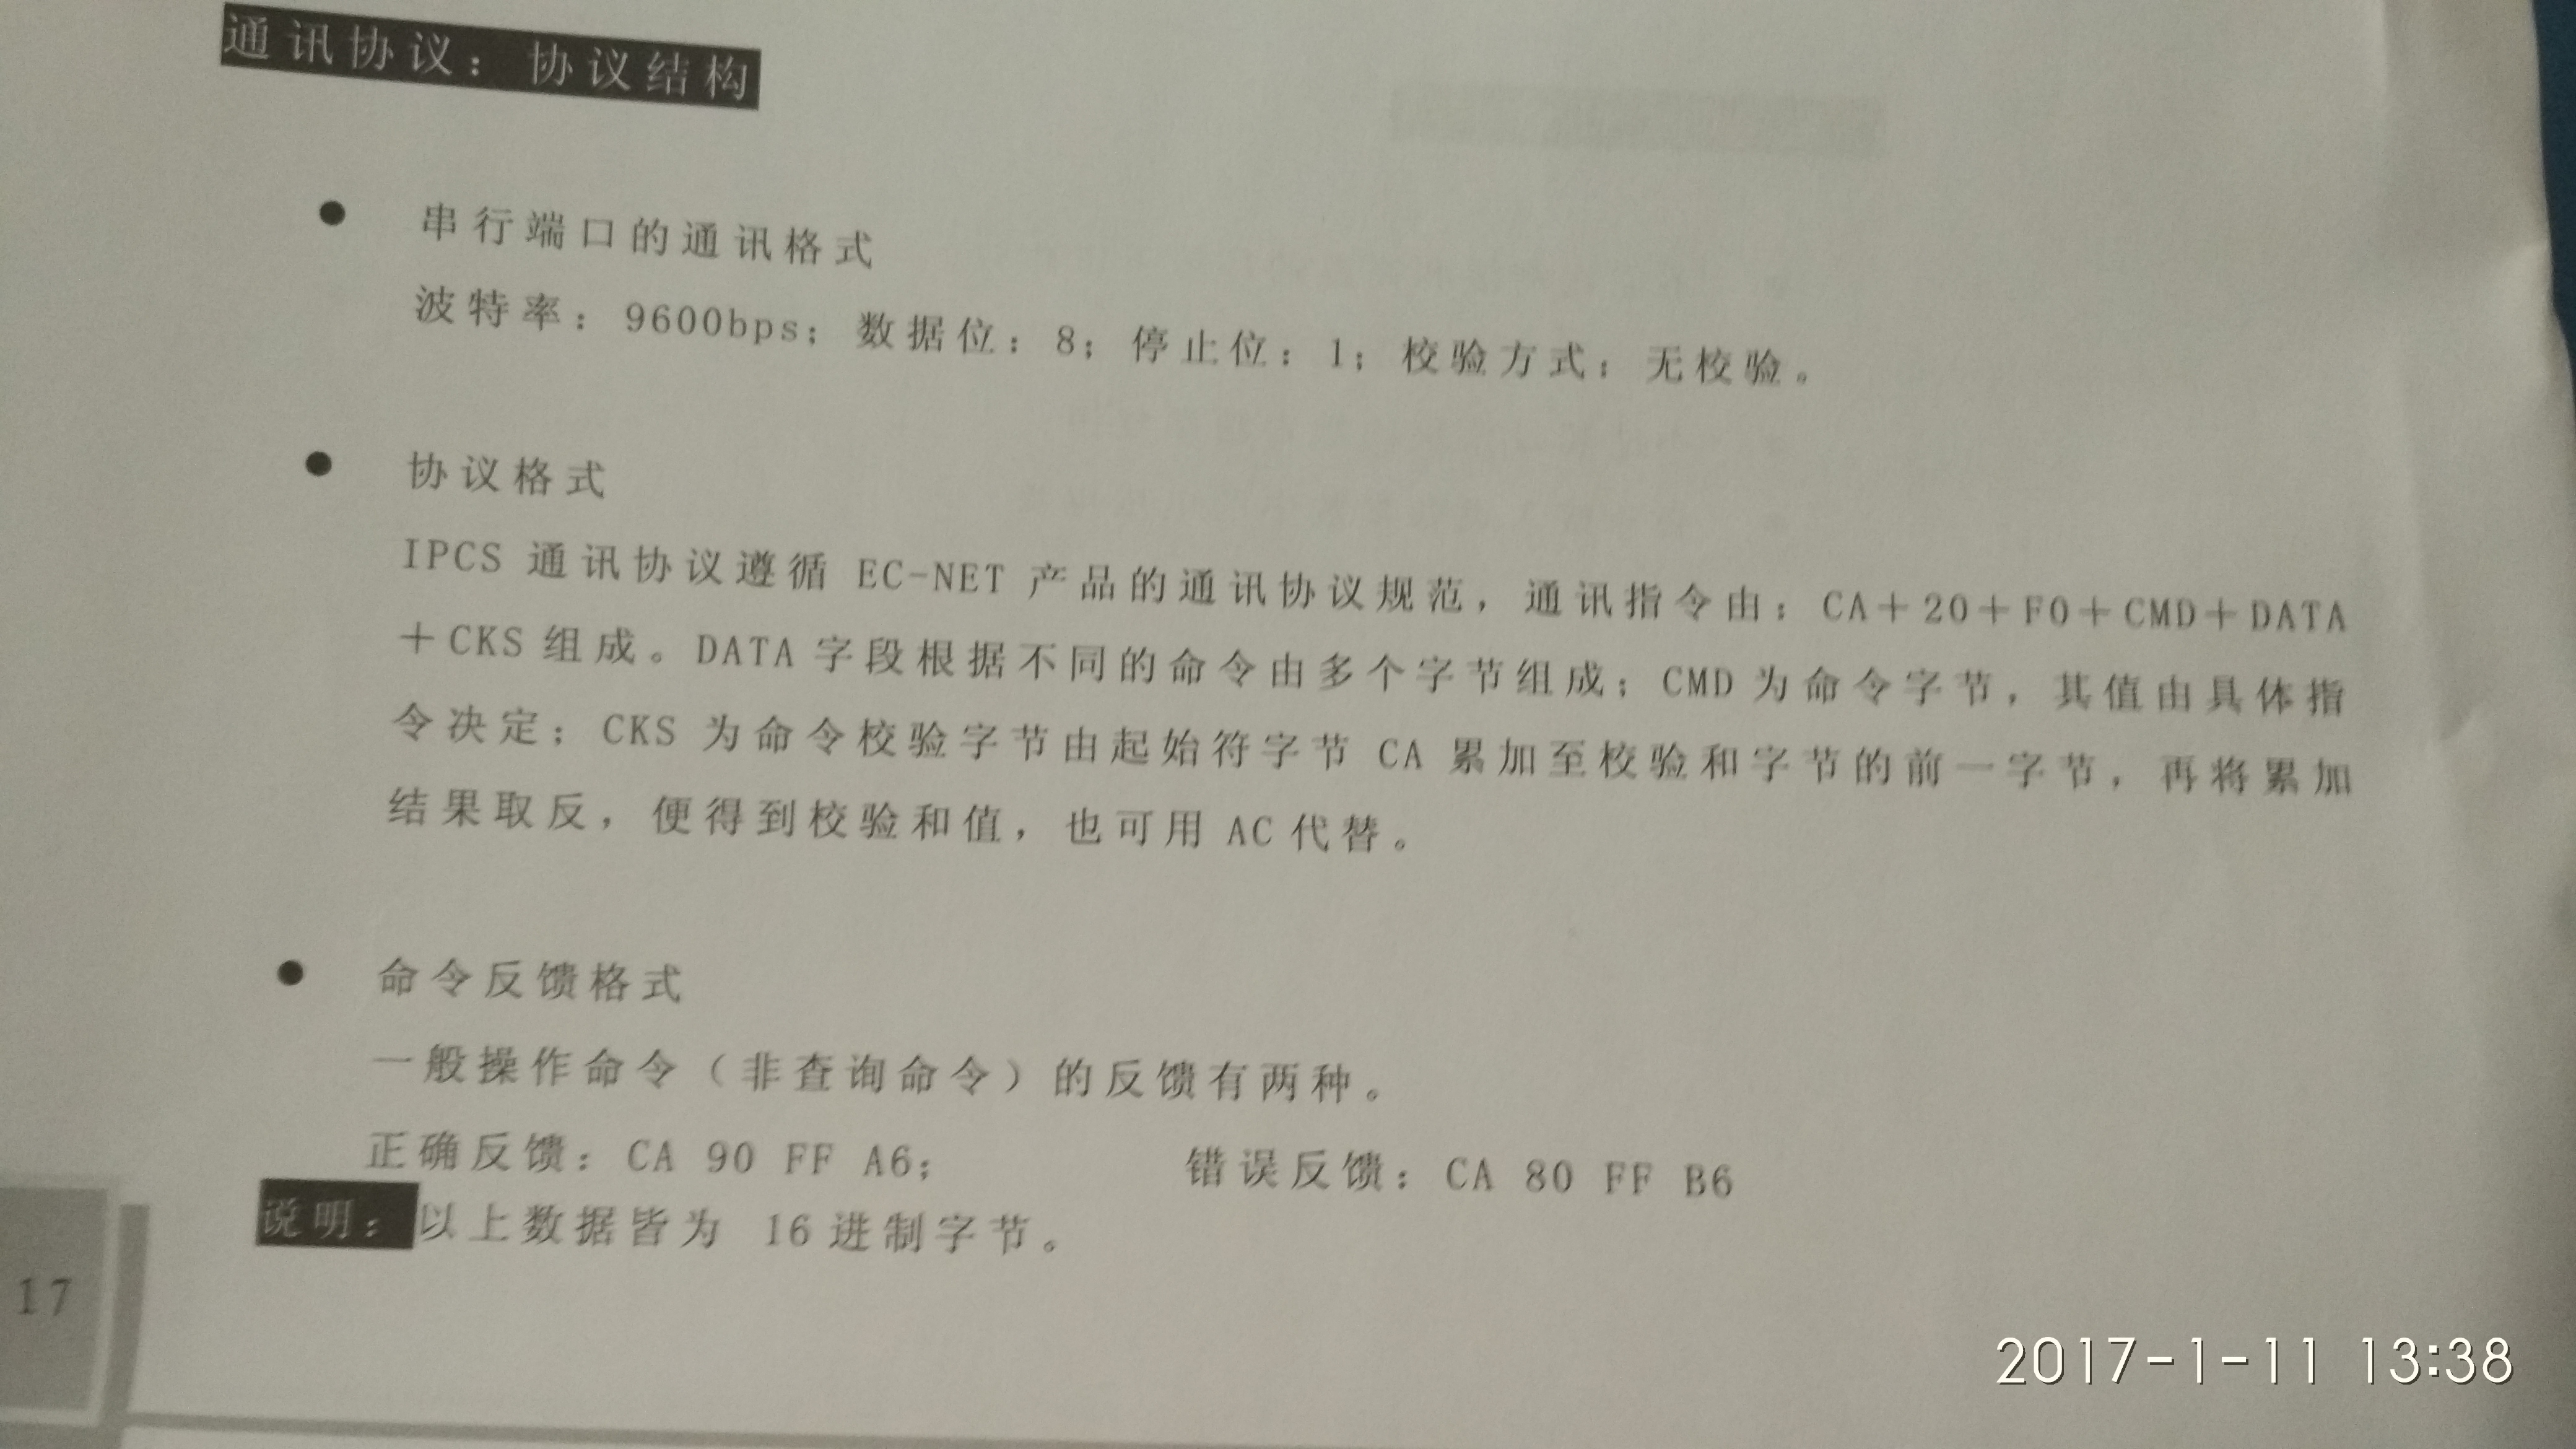 通讯协议：协议结构
● 串行端口的通讯格式
波特率：9600bps；数据位：8；停止位：1；校验方式：无校验。
● 协议格式
IPCS 通讯协议遵循 EC-NET 产品的通讯协议规范，通讯指令由：CA＋20＋F0＋CMD＋DATA
＋CKS 组成。DATA 字段根据不同的命令由多个字节组成；CMD 为命令字节，其值由具体指
令决定；CKS 为命令校验字节由起始符字节 CA 累加至校验和字节的前一字节，再将累加
结果取反，便得到校验和值，也可用 AC 代替。
● 命令反馈格式
一般操作命令（非查询命令）的反馈有两种。
正确反馈：CA 90 FF A6； 错误反馈：CA 80 FF B6
说明：以上数据皆为 16 进制字节。
17
2017-1-11 13:38